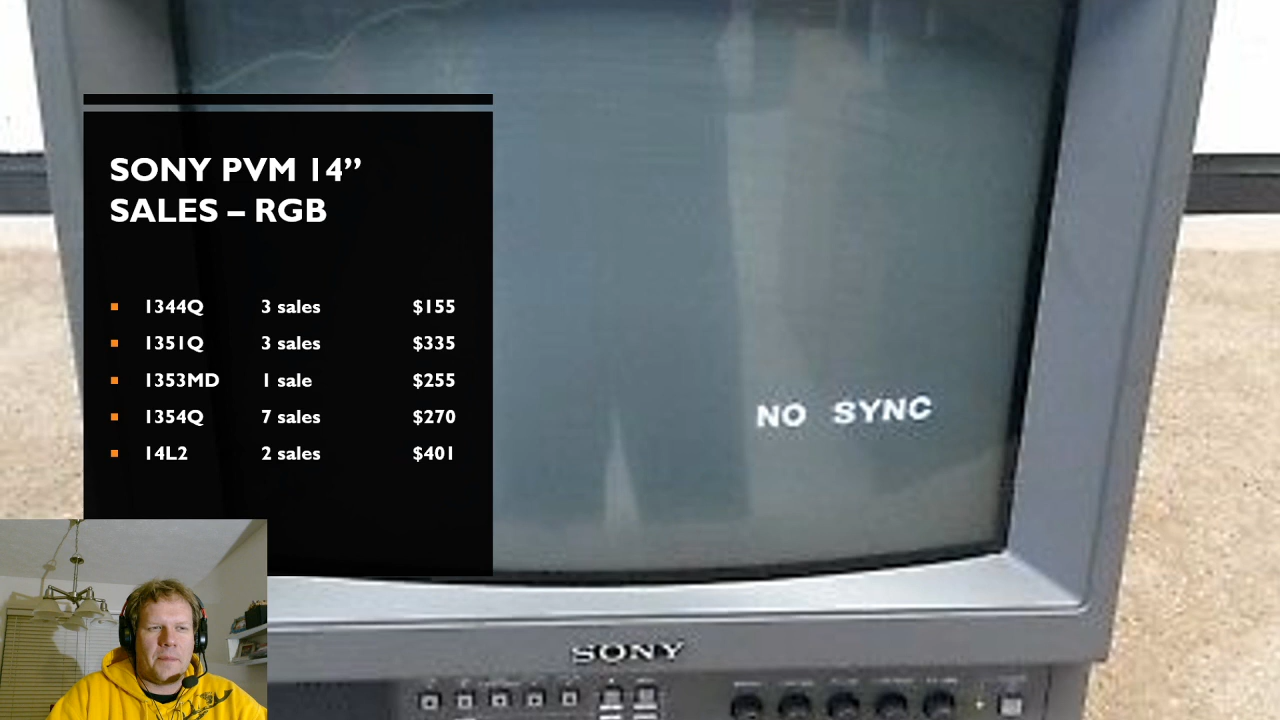 SONY PVM 14”
SALES – RGB
1344Q 3 sales $155
1351Q 3 sales $335
1353MD 1 sale $255
1354Q 7 sales $270
14L2 2 sales $401
NO SYNC
SONY